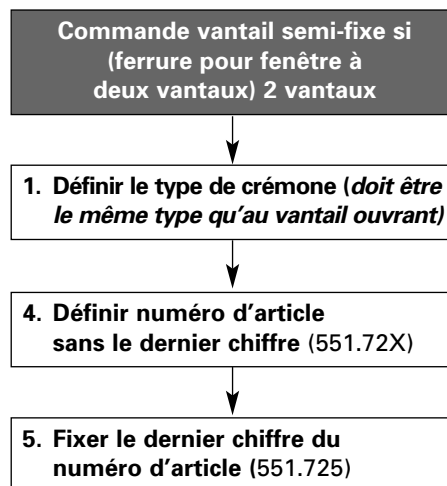 Commande vantail semi-fixe si
(ferrure pour fenêtre à
deux vantaux) 2 vantaux
1. Définir le type de crémone (doit être
le même type qu'au vantail ouvrant)
4. Définir numéro d'article
sans le dernier chiffre (551.72X)
5. Fixer le dernier chiffre du
numéro d'article (551.725)